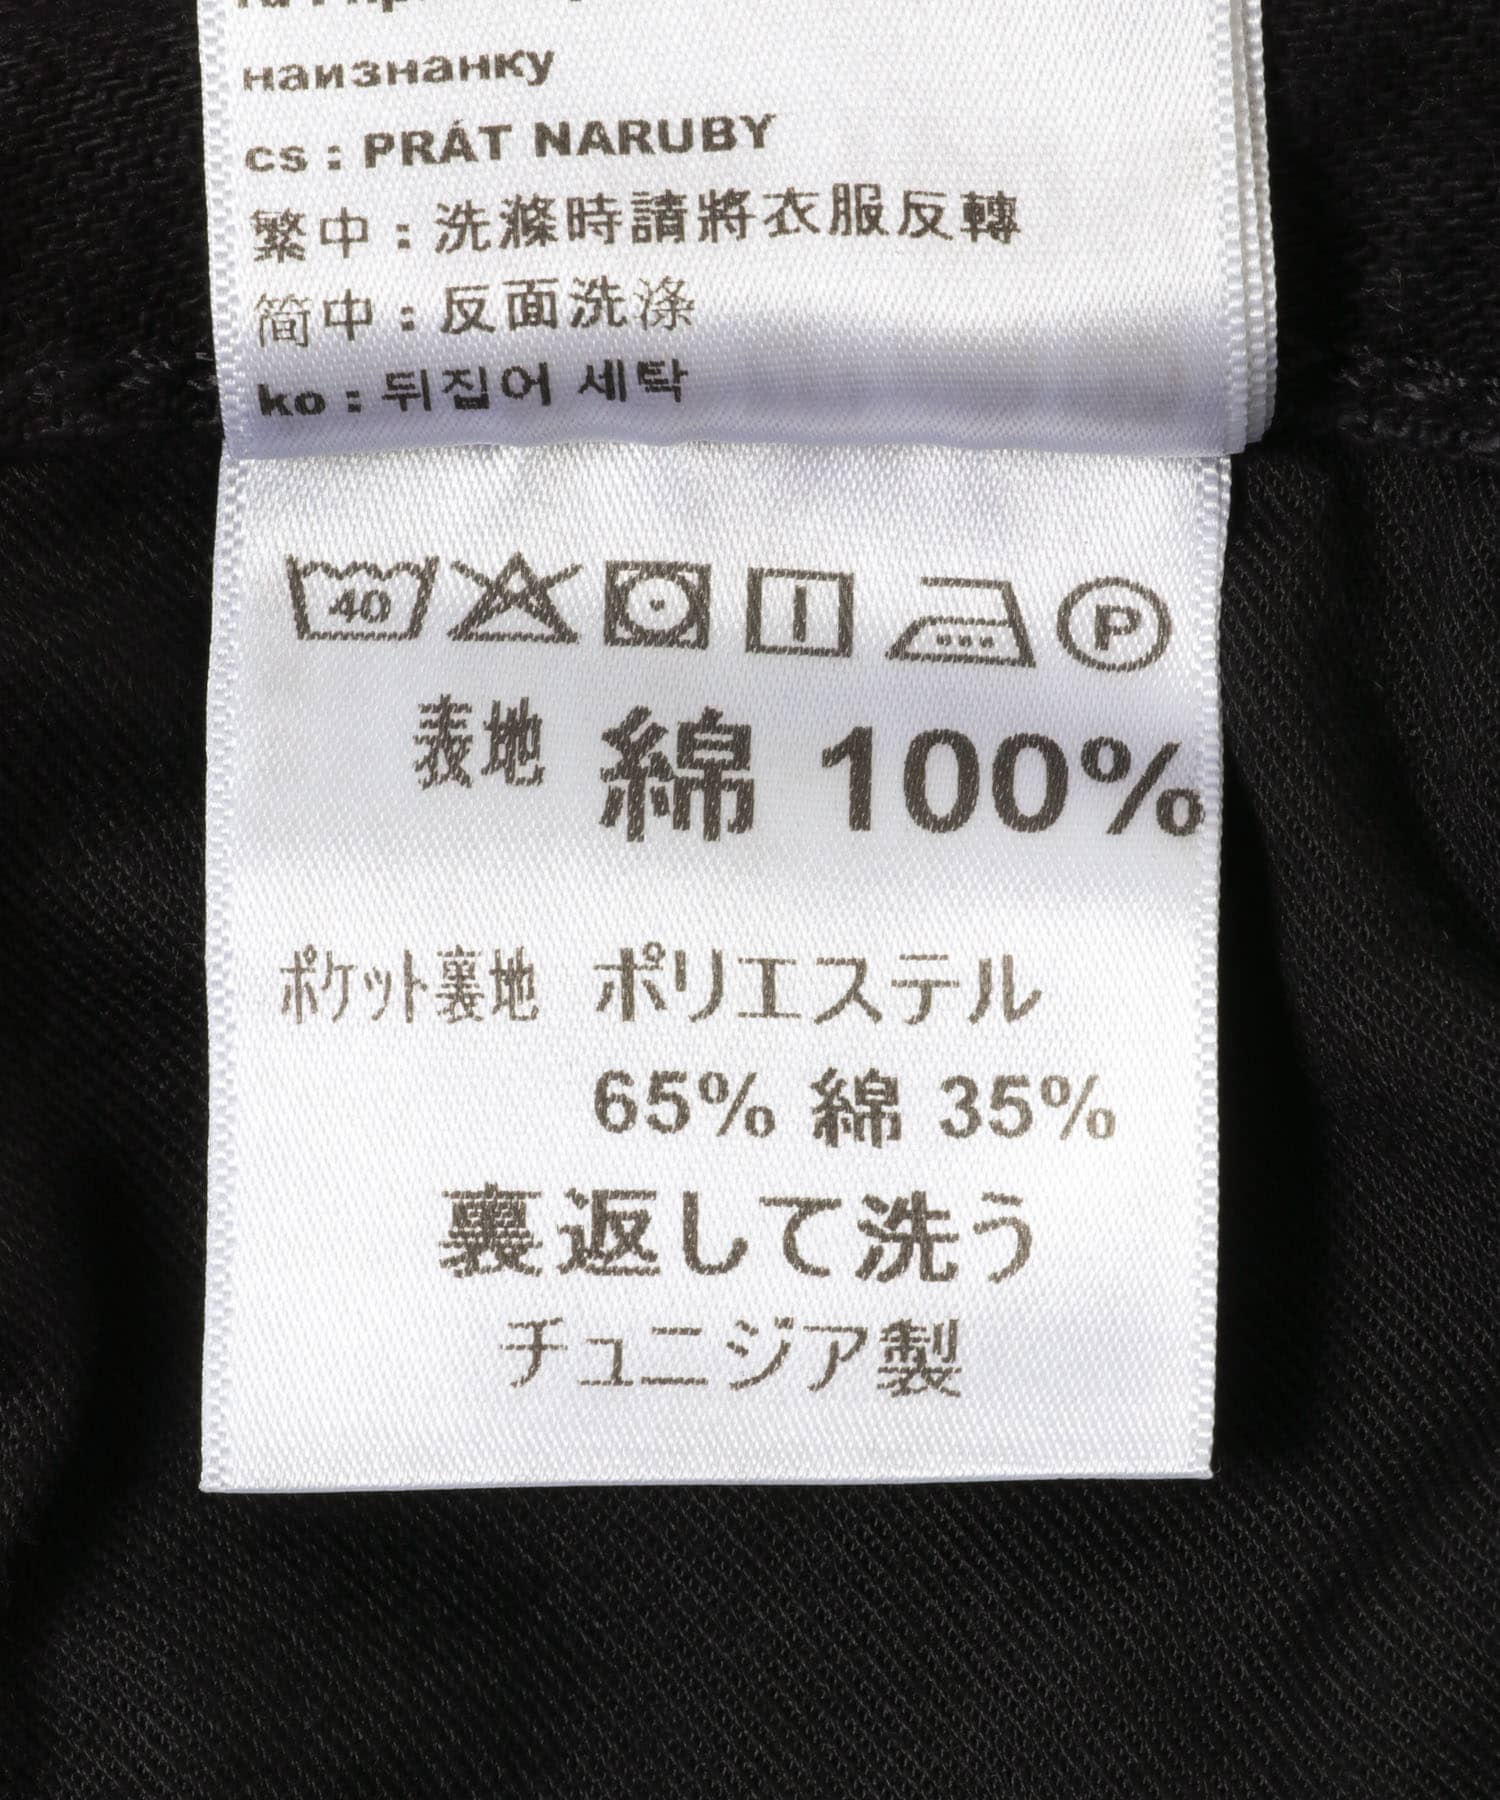 наизнанку
cs : PRÁT NARUBY
繁中 : 洗滌時請將衣服反轉
简中 : 反面洗涤
ko : 뒤집어 세탁
40 P
表地 綿 100%
ポケット裏地 ポリエステル
65% 綿 35%
裏返して洗う
チュニジア製